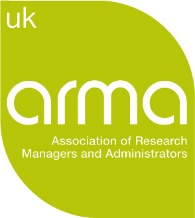 uk
arma
Association of Research
Managers and Administrators